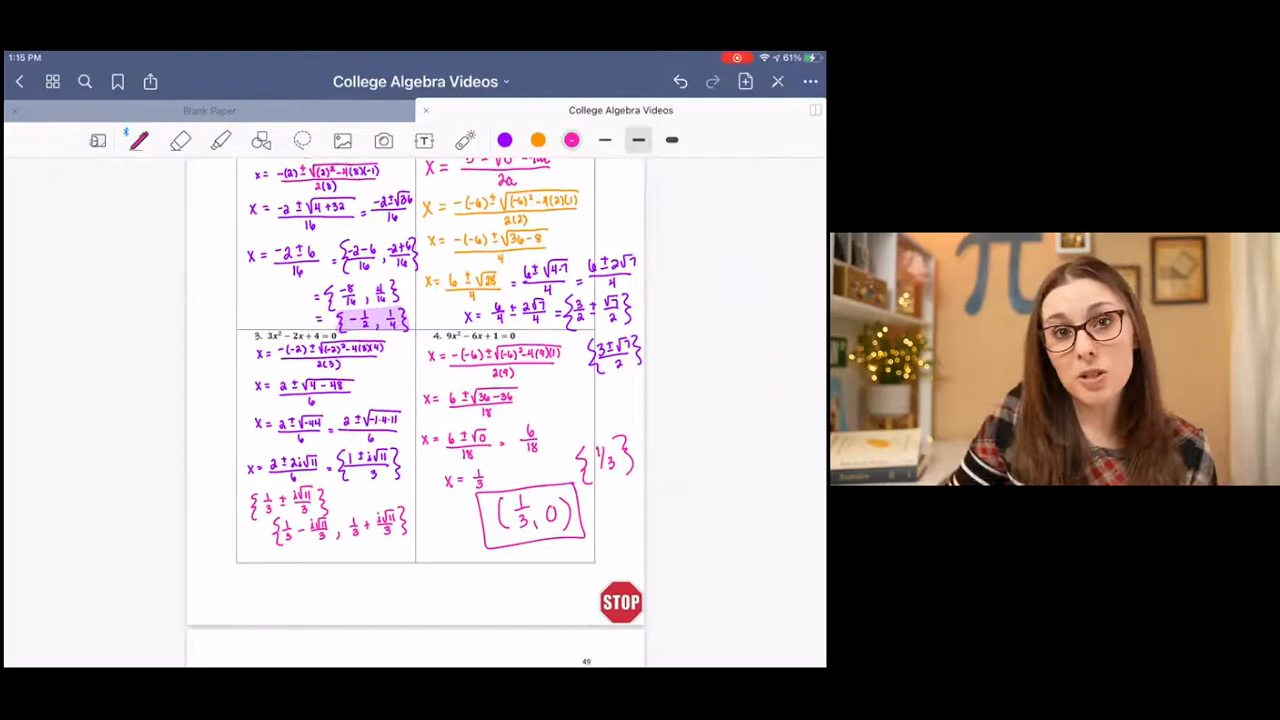 1:15 PM
61%
College Algebra Videos
Blank Paper
College Algebra Videos
T
x = -(2) ± √(2)² - 4(8)(-1) / 2(8)
x = -2 ± √4 + 32 / 16 = -2 ± √36 / 16
x = -2 ± 6 / 16 = { -2 - 6 / 16 , -2 + 6 / 16 }
= { -8/16 , 4/16 }
= { -1/2 , 1/4 }
2a
x = -(-6) ± √(-6)² - 4(2)(1) / 2(2)
x = -(-6) ± √36 - 8 / 4
x = 6 ± √28 / 4 = 6 ± √4·7 / 4 = 6 ± 2√7 / 4
x = 6/4 ± 2√7/4 = { 3/2 ± √7/2 }
{ 3 ± √7 / 2 }
3. 3x² − 2x + 4 = 0
x = -(-2) ± √(-2)² - 4(3)(4) / 2(3)
x = 2 ± √4 - 48 / 6
x = 2 ± √-44 / 6 = 2 ± √-1·4·11 / 6
x = 2 ± 2i√11 / 6 = { 1 ± i√11 / 3 }
{ 1/3 ± i√11/3 }
{ 1/3 - i√11/3 , 1/3 + i√11/3 }
4. 9x² − 6x + 1 = 0
x = -(-6) ± √(-6)² - 4(9)(1) / 2(9)
x = 6 ± √36 - 36 / 18
x = 6 ± √0 / 18 = 6/18
x = 1/3
{ 1/3 }
( 1/3 , 0 )
STOP
49